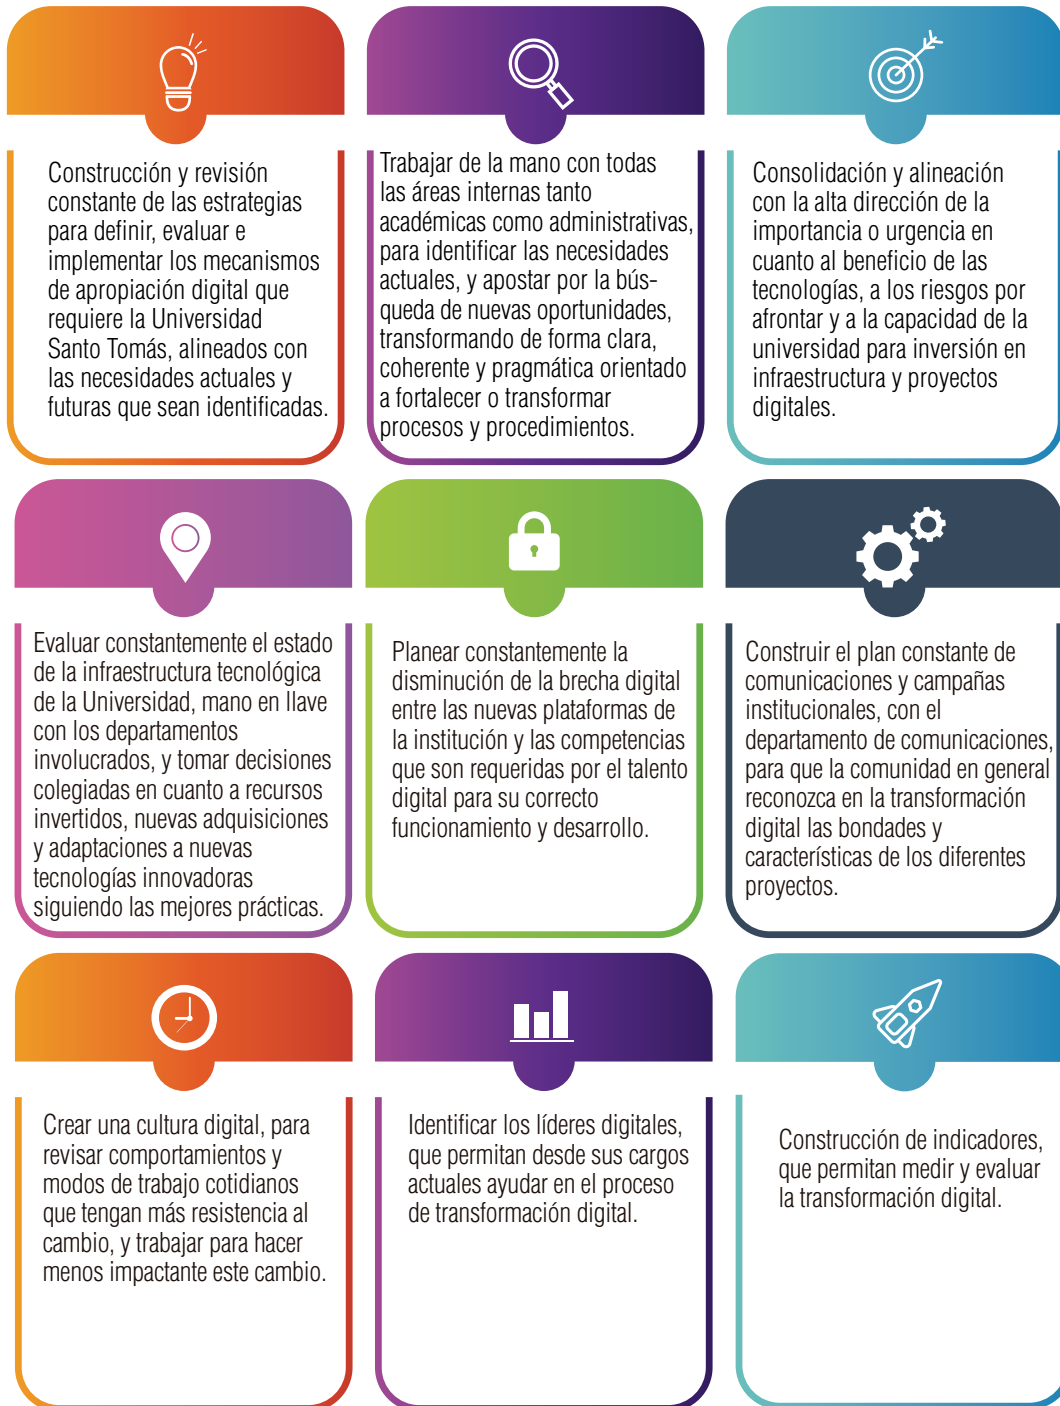 Construcción y revisión
constante de las estrategias
para definir, evaluar e
implementar los mecanismos
de apropiación digital que
requiere la Universidad
Santo Tomás, alineados con
las necesidades actuales y
futuras que sean identificadas.
Trabajar de la mano con todas
las áreas internas tanto
académicas como administrativas,
para identificar las necesidades
actuales, y apostar por la bús-
queda de nuevas oportunidades,
transformando de forma clara,
coherente y pragmática orientado
a fortalecer o transformar
procesos y procedimientos.
Consolidación y alineación
con la alta dirección de la
importancia o urgencia en
cuanto al beneficio de las
tecnologías, a los riesgos por
afrontar y a la capacidad de la
universidad para inversión en
infraestructura y proyectos
digitales.
Evaluar constantemente el estado
de la infraestructura tecnológica
de la Universidad, mano en llave
con los departamentos
involucrados, y tomar decisiones
colegiadas en cuanto a recursos
invertidos, nuevas adquisiciones
y adaptaciones a nuevas
tecnologías innovadoras
siguiendo las mejores prácticas.
Planear constantemente la
disminución de la brecha digital
entre las nuevas plataformas de
la institución y las competencias
que son requeridas por el talento
digital para su correcto
funcionamiento y desarrollo.
Construir el plan constante de
comunicaciones y campañas
institucionales, con el
departamento de comunicaciones,
para que la comunidad en general
reconozca en la transformación
digital las bondades y
características de los diferentes
proyectos.
Crear una cultura digital, para
revisar comportamientos y
modos de trabajo cotidianos
que tengan más resistencia al
cambio, y trabajar para hacer
menos impactante este cambio.
Identificar los líderes digitales,
que permitan desde sus cargos
actuales ayudar en el proceso
de transformación digital.
Construcción de indicadores,
que permitan medir y evaluar
la transformación digital.